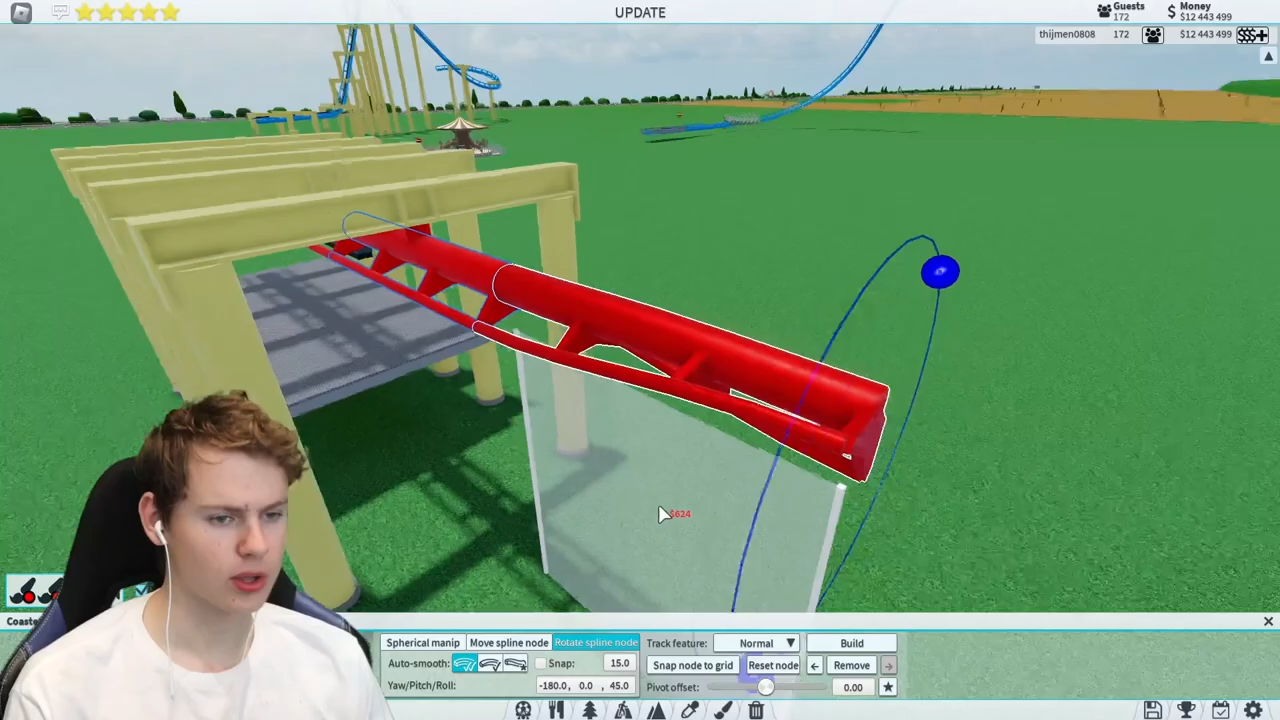 UPDATE
Guests
172
Money
$12 443 499
thijmen0808 172 $12 443 499 $$$+
$624
Coaste
Spherical manip Move spline node Rotate spline node Track feature: Normal Build
Auto-smooth: Snap: 15.0 Snap node to grid Reset node Remove
Yaw/Pitch/Roll: -180.0, 0.0 , 45.0 Pivot offset: 0.00